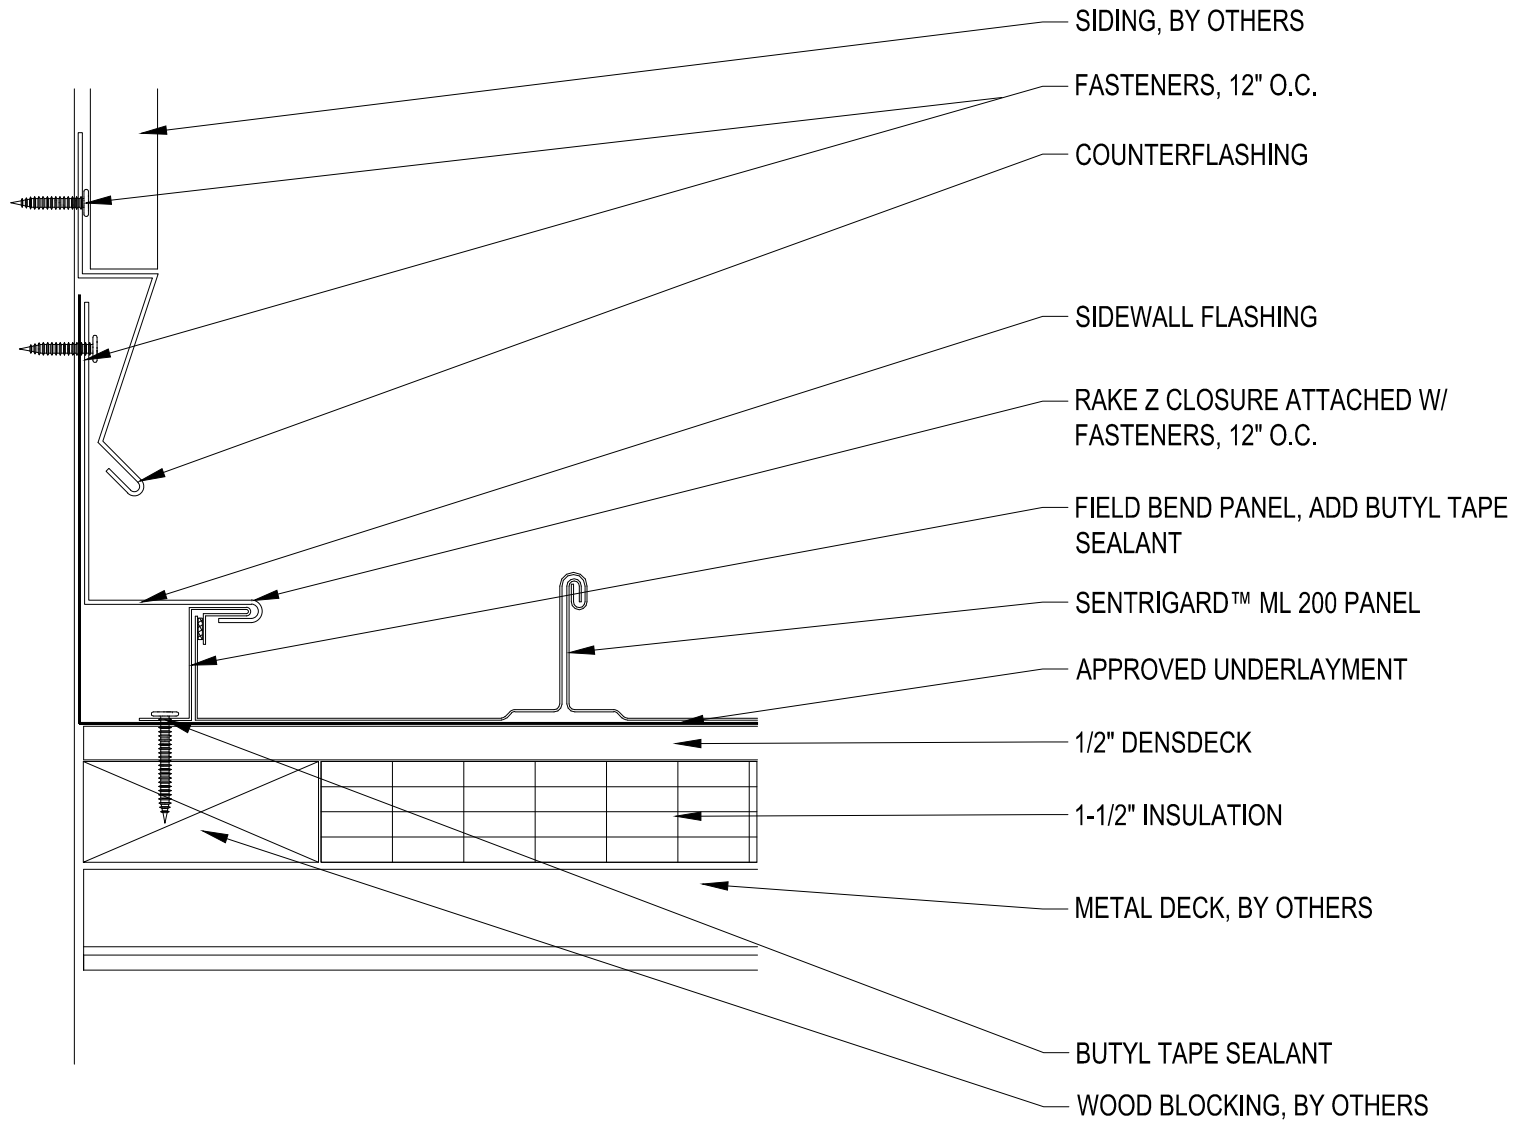 SIDING, BY OTHERS
FASTENERS, 12" O.C.
COUNTERFLASHING
SIDEWALL FLASHING
RAKE Z CLOSURE ATTACHED W/
FASTENERS, 12" O.C.
FIELD BEND PANEL, ADD BUTYL TAPE
SEALANT
SENTRIGARD™ ML 200 PANEL
APPROVED UNDERLAYMENT
1/2" DENSDECK
1-1/2" INSULATION
METAL DECK, BY OTHERS
BUTYL TAPE SEALANT
WOOD BLOCKING, BY OTHERS